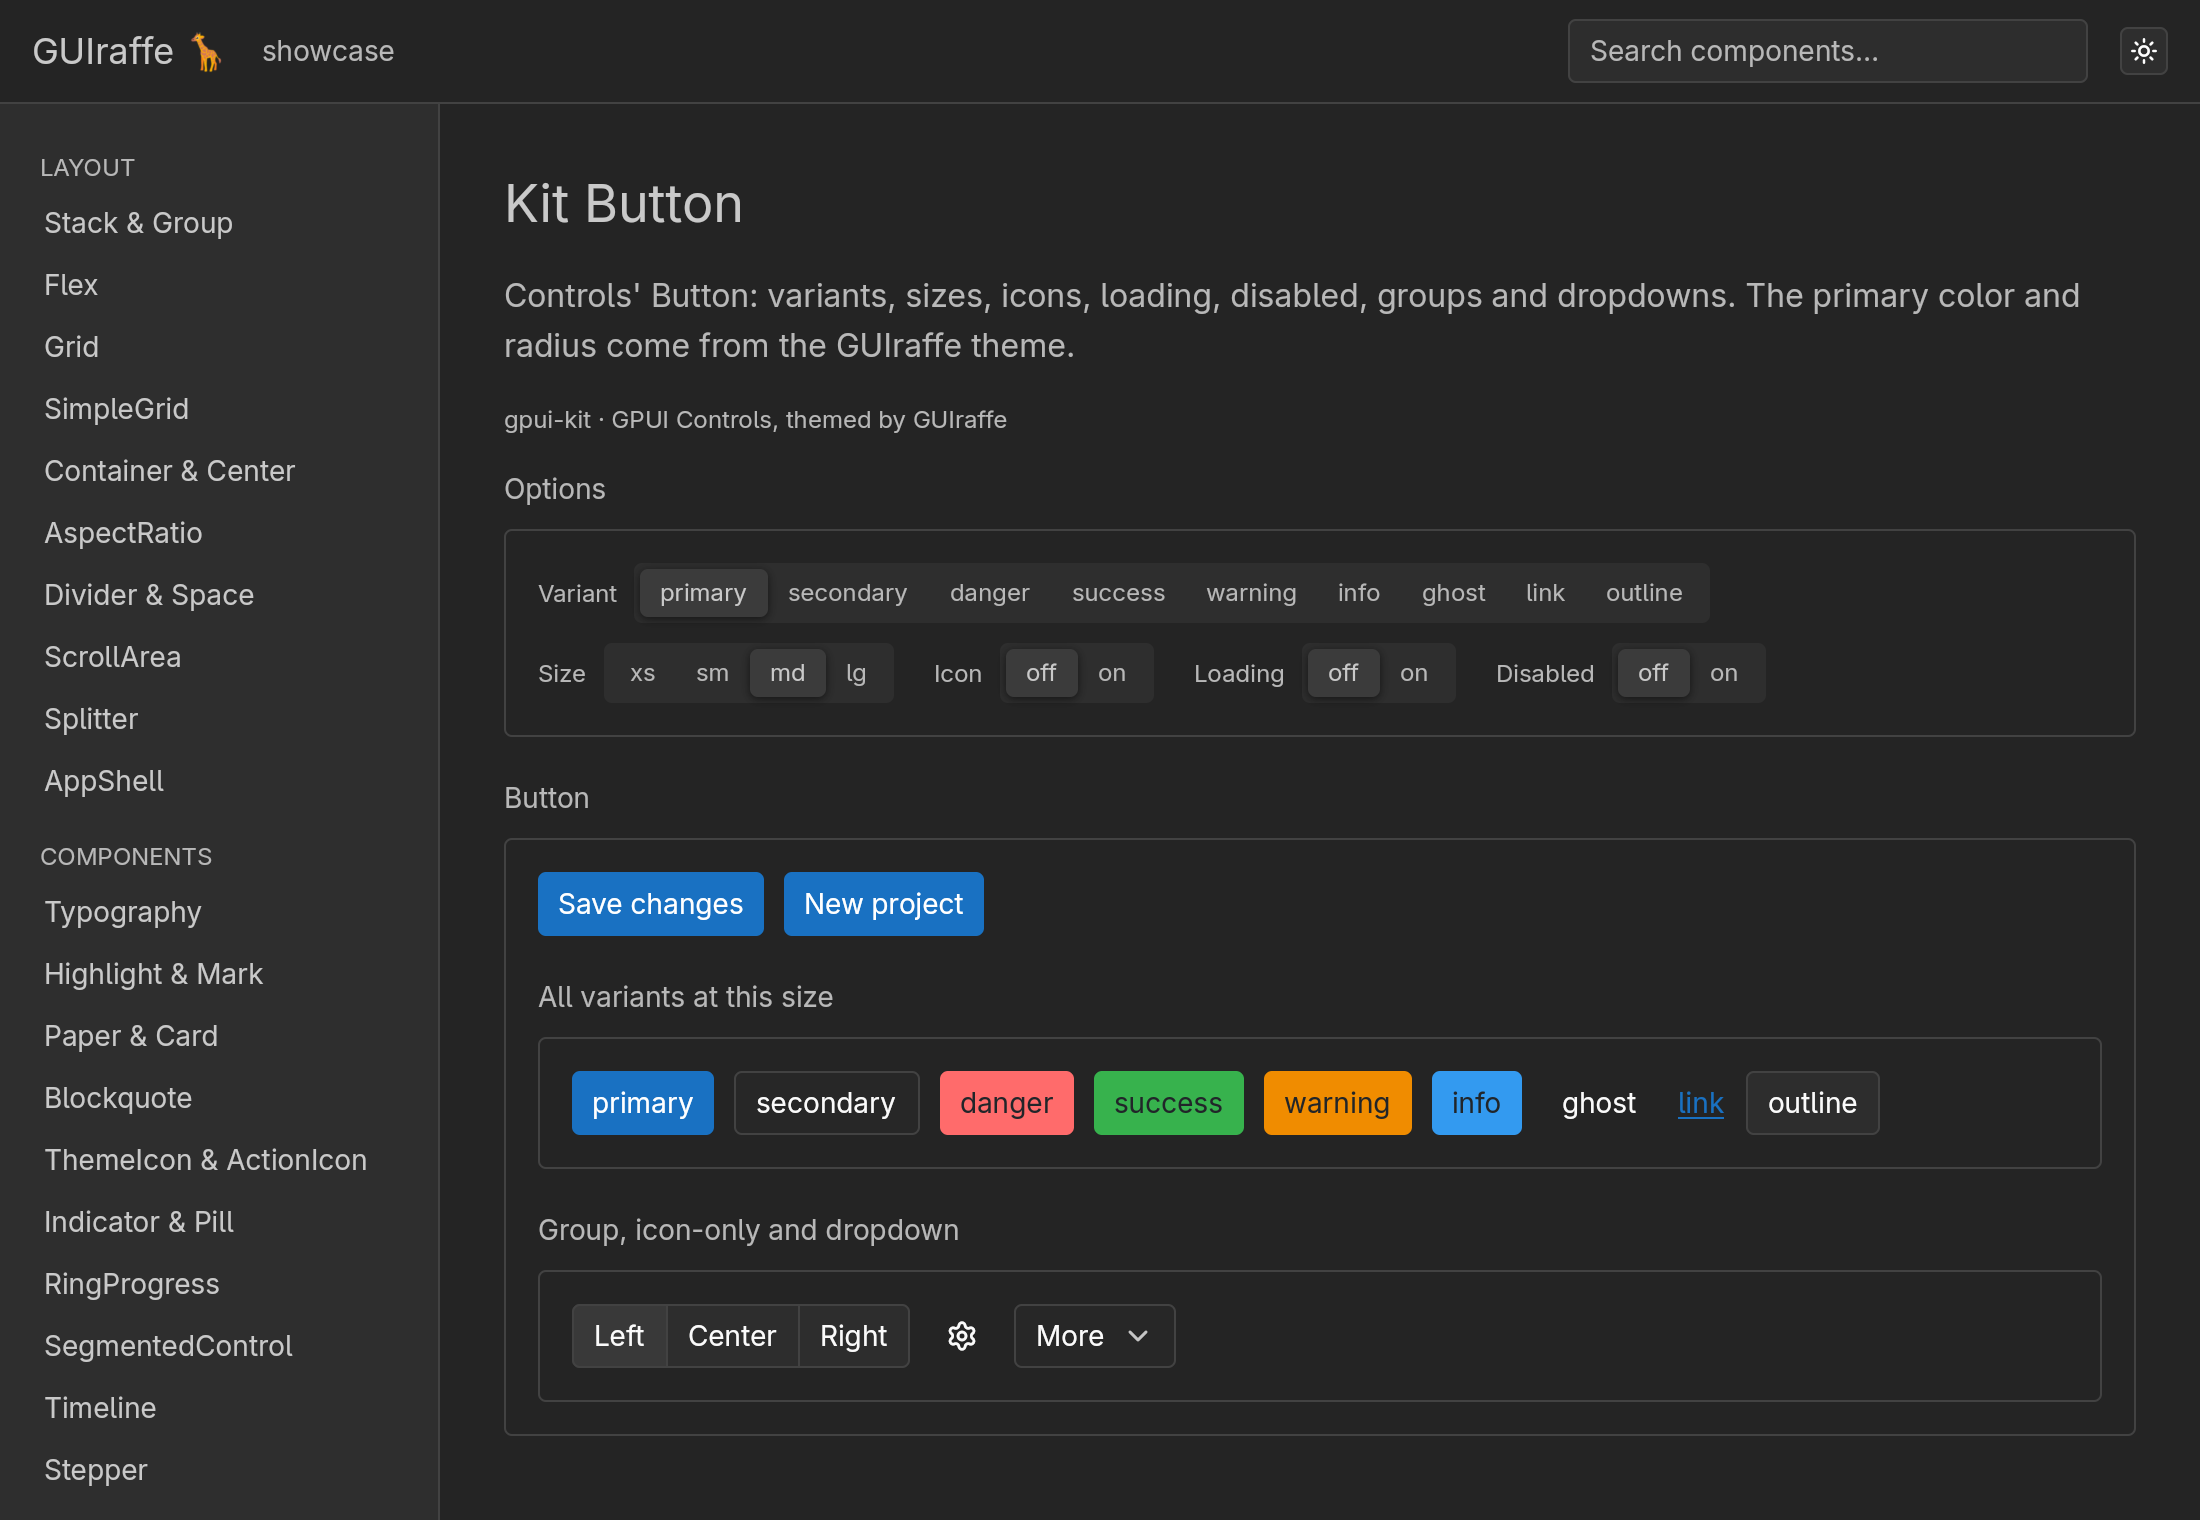 GUIraffe 🦒 showcase Search components...
LAYOUT
Stack & Group
Flex
Grid
SimpleGrid
Container & Center
AspectRatio
Divider & Space
ScrollArea
Splitter
AppShell
COMPONENTS
Typography
Highlight & Mark
Paper & Card
Blockquote
ThemeIcon & ActionIcon
Indicator & Pill
RingProgress
SegmentedControl
Timeline
Stepper
Kit Button
Controls' Button: variants, sizes, icons, loading, disabled, groups and dropdowns. The primary color and
radius come from the GUIraffe theme.
gpui-kit · GPUI Controls, themed by GUIraffe
Options
Variant primary secondary danger success warning info ghost link outline
Size xs sm md lg Icon off on Loading off on Disabled off on
Button
Save changes New project
All variants at this size
primary secondary danger success warning info ghost link outline
Group, icon-only and dropdown
Left Center Right More